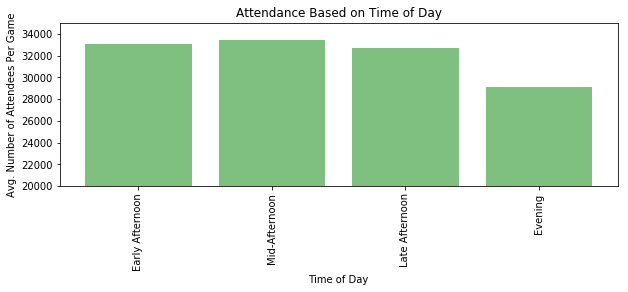 Attendance Based on Time of Day
Avg. Number of Attendees Per Game
34000
32000
30000
28000
26000
24000
22000
20000
Early Afternoon
Mid-Afternoon
Late Afternoon
Evening
Time of Day